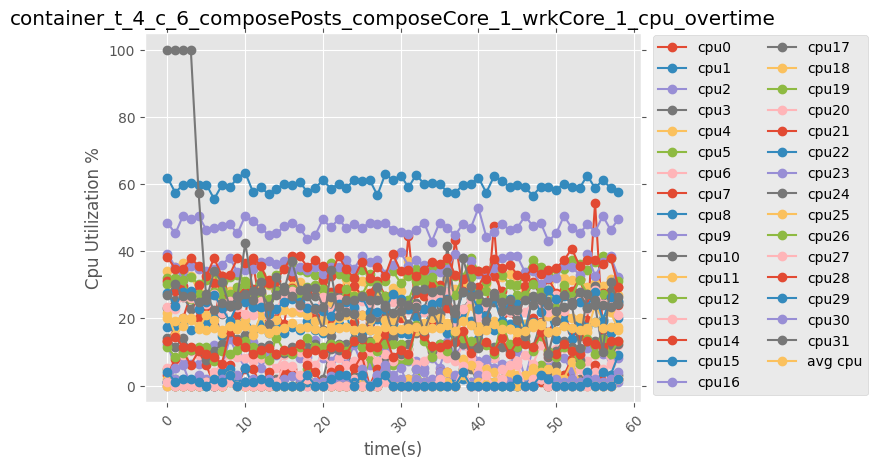 container_t_4_c_6_composePosts_composeCore_1_wrkCore_1_cpu_overtime
Cpu Utilization %
100
80
60
40
20
0
0
10
20
30
40
50
60
time(s)
cpu0
cpu1
cpu2
cpu3
cpu4
cpu5
cpu6
cpu7
cpu8
cpu9
cpu10
cpu11
cpu12
cpu13
cpu14
cpu15
cpu16
cpu17
cpu18
cpu19
cpu20
cpu21
cpu22
cpu23
cpu24
cpu25
cpu26
cpu27
cpu28
cpu29
cpu30
cpu31
avg cpu